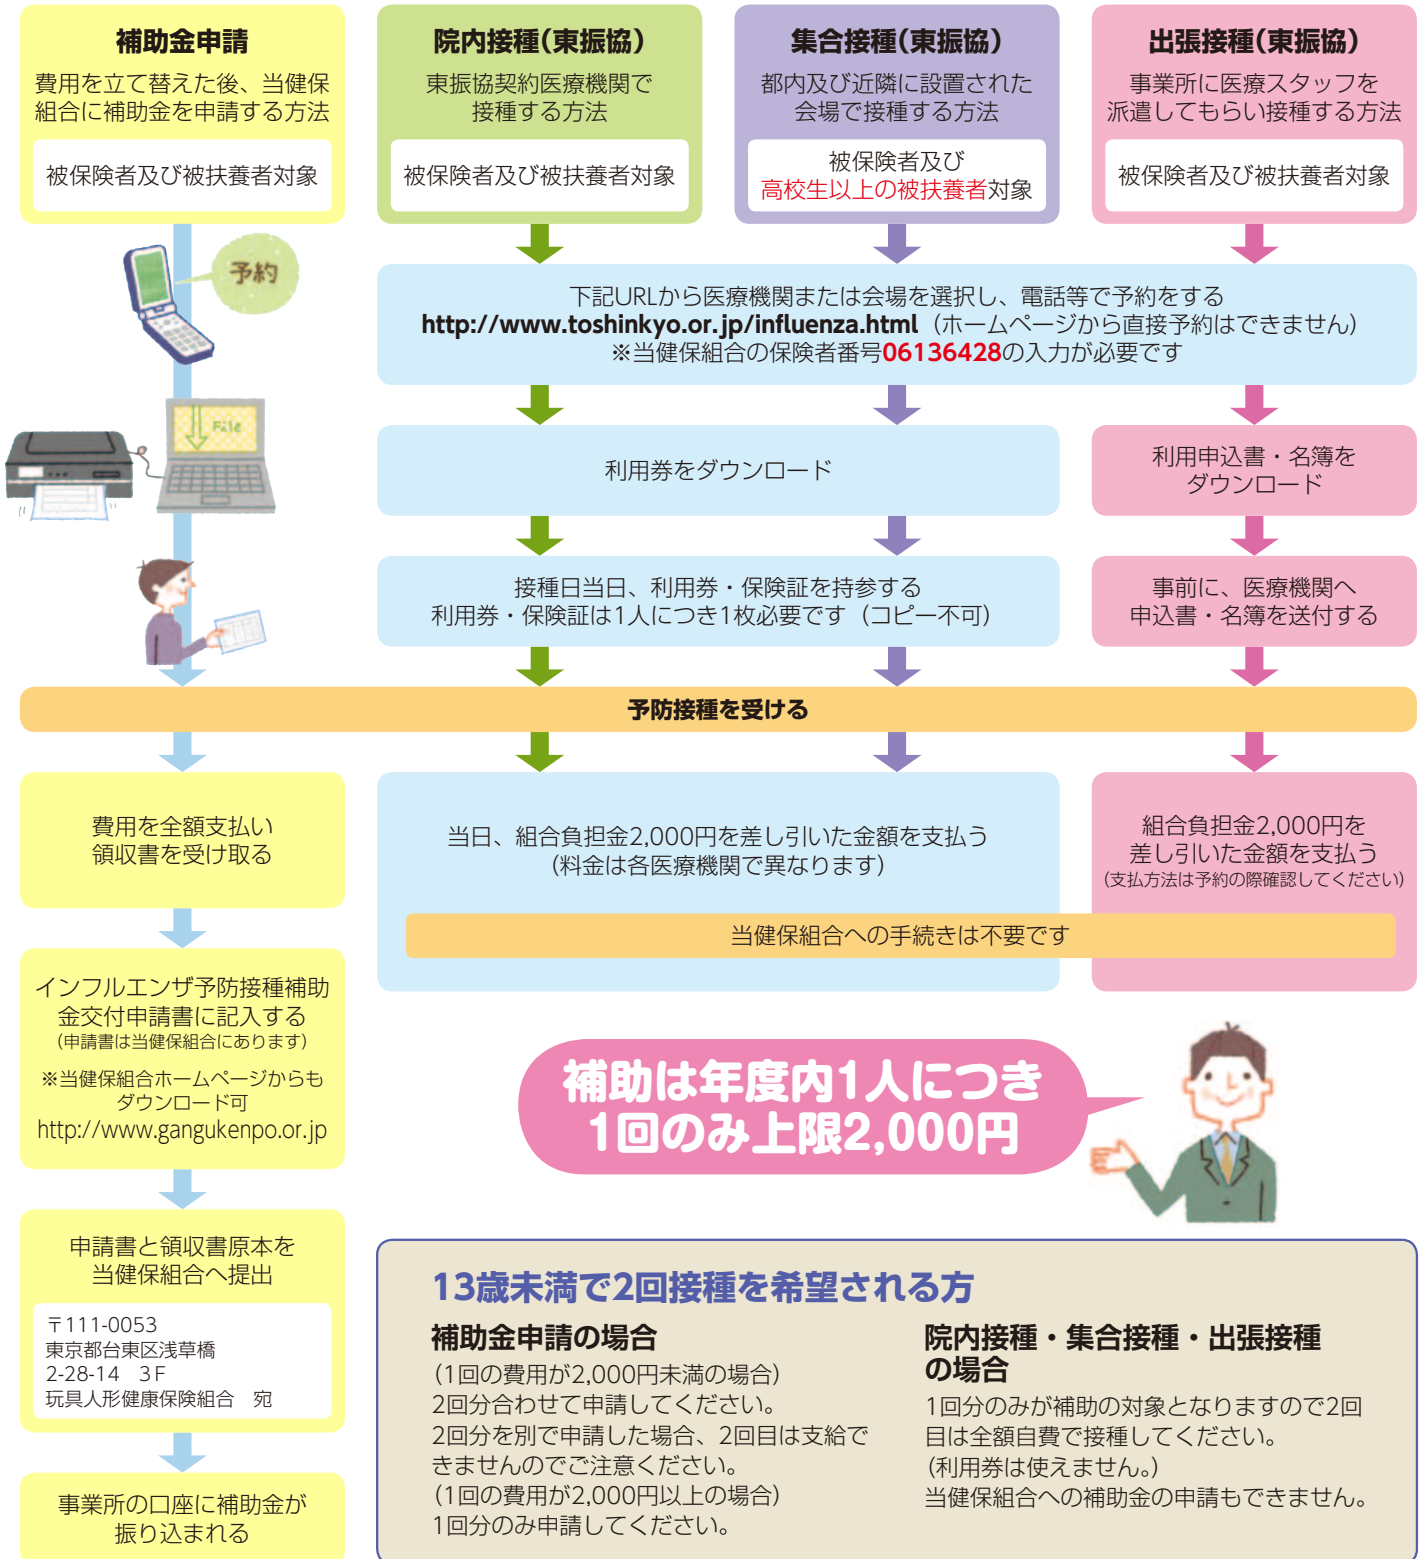 補助金申請
費用を立て替えた後、当健保
組合に補助金を申請する方法
被保険者及び被扶養者対象
院内接種(東振協)
東振協契約医療機関で
接種する方法
被保険者及び被扶養者対象
集合接種(東振協)
都内及び近隣に設置された
会場で接種する方法
被保険者及び
高校生以上の被扶養者対象
出張接種(東振協)
事業所に医療スタッフを
派遣してもらい接種する方法
被保険者及び被扶養者対象
予約
下記URLから医療機関または会場を選択し、電話等で予約をする
http://www.toshinkyo.or.jp/influenza.html（ホームページから直接予約はできません）
※当健保組合の保険者番号06136428の入力が必要です
File
利用券をダウンロード
利用申込書・名簿を
ダウンロード
接種日当日、利用券・保険証を持参する
利用券・保険証は1人につき1枚必要です（コピー不可）
事前に、医療機関へ
申込書・名簿を送付する
予防接種を受ける
費用を全額支払い
領収書を受け取る
当日、組合負担金2,000円を差し引いた金額を支払う
（料金は各医療機関で異なります）
組合負担金2,000円を
差し引いた金額を支払う
（支払方法は予約の際確認してください）
当健保組合への手続きは不要です
インフルエンザ予防接種補助
金交付申請書に記入する
（申請書は当健保組合にあります）
※当健保組合ホームページからも
ダウンロード可
http://www.gangukenpo.or.jp
補助は年度内1人につき
1回のみ上限2,000円
申請書と領収書原本を
当健保組合へ提出
〒111-0053
東京都台東区浅草橋
2-28-14　3F
玩具人形健康保険組合　宛
事業所の口座に補助金が
振り込まれる
13歳未満で2回接種を希望される方
補助金申請の場合
（1回の費用が2,000円未満の場合）
2回分合わせて申請してください。
2回分を別で申請した場合、2回目は支給で
きませんのでご注意ください。
（1回の費用が2,000円以上の場合）
1回分のみ申請してください。
院内接種・集合接種・出張接種
の場合
1回分のみが補助の対象となりますので2回
目は全額自費で接種してください。
（利用券は使えません。）
当健保組合への補助金の申請もできません。